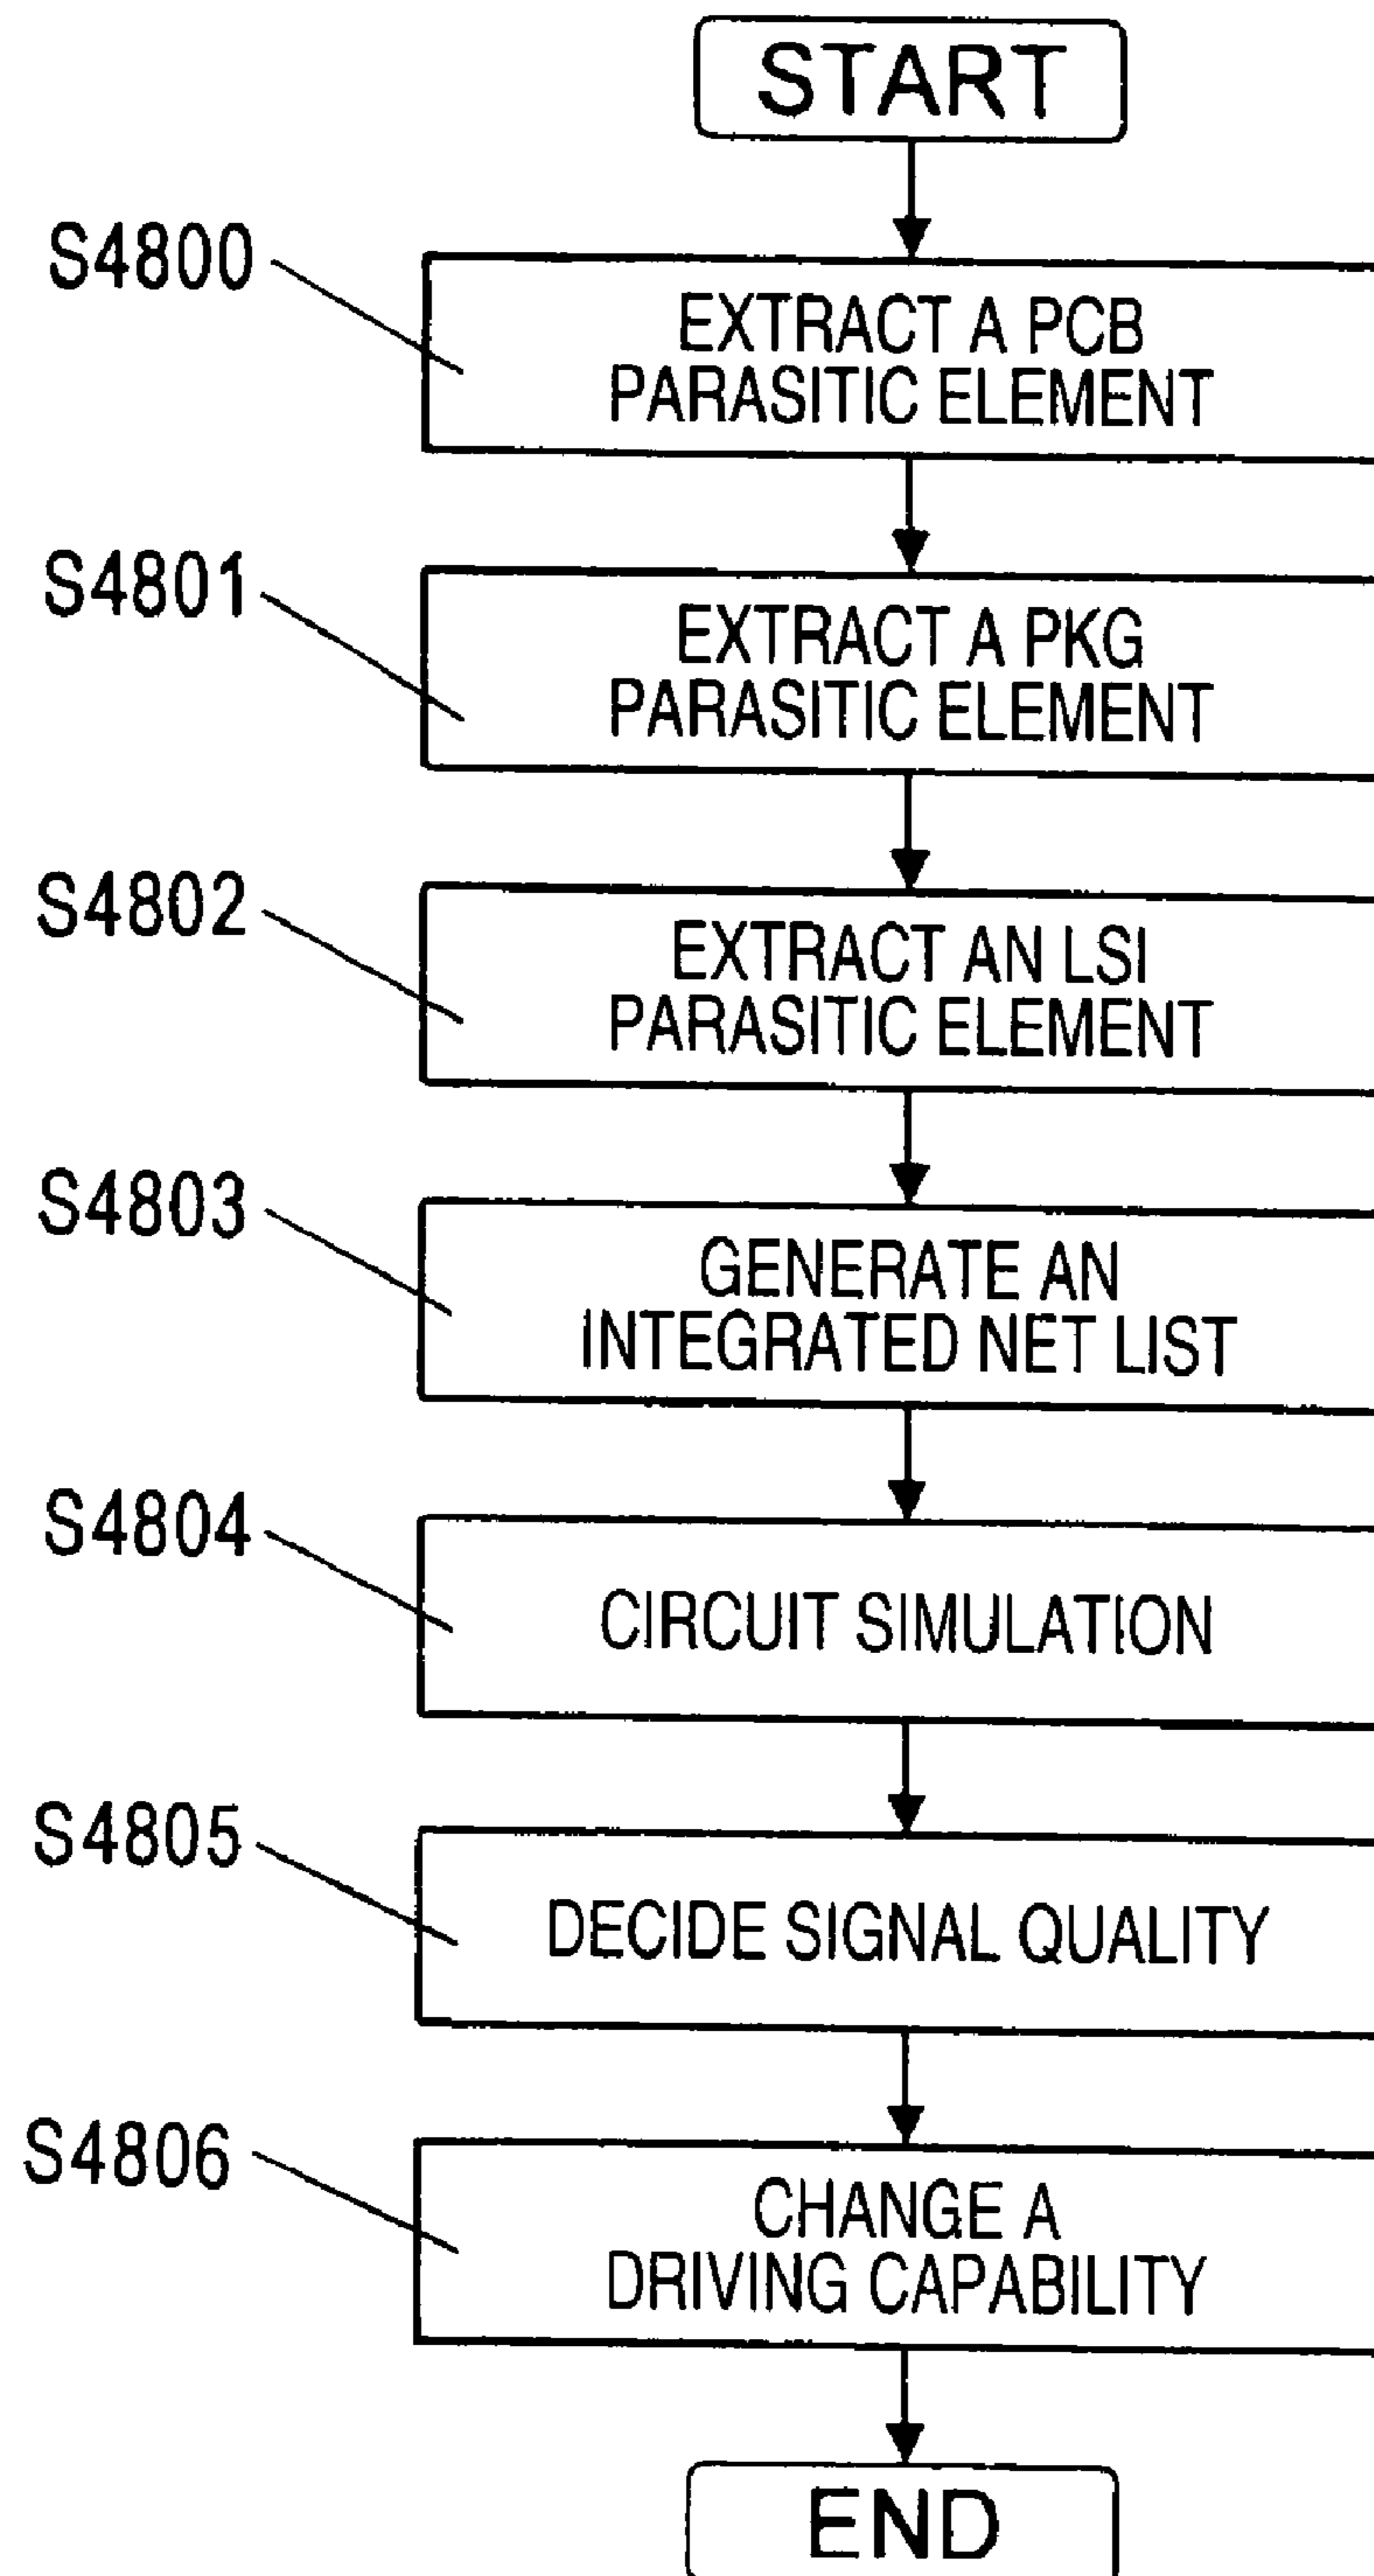 START
S4800
EXTRACT A PCB
PARASITIC ELEMENT
S4801
EXTRACT A PKG
PARASITIC ELEMENT
S4802
EXTRACT AN LSI
PARASITIC ELEMENT
S4803
GENERATE AN
INTEGRATED NET LIST
S4804
CIRCUIT SIMULATION
S4805
DECIDE SIGNAL QUALITY
S4806
CHANGE A
DRIVING CAPABILITY
END